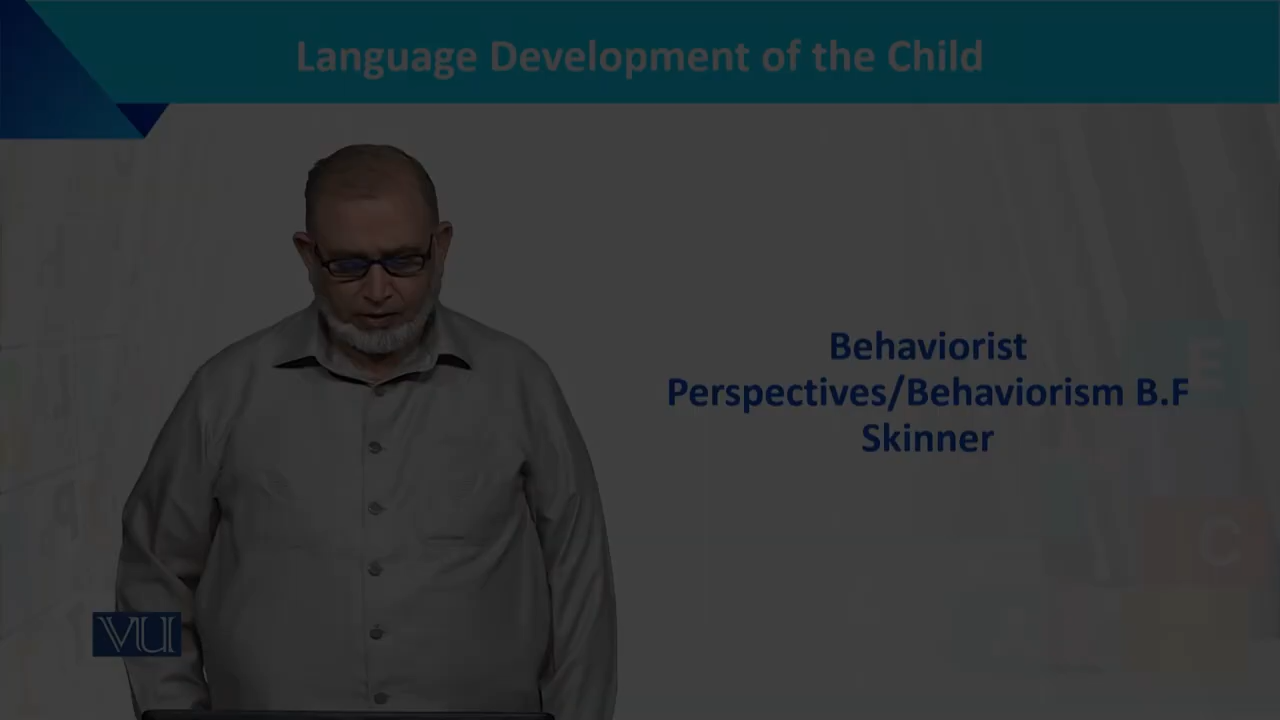 Language Development of the Child
Behaviorist
Perspectives/Behaviorism B.F
Skinner
E
C
VU